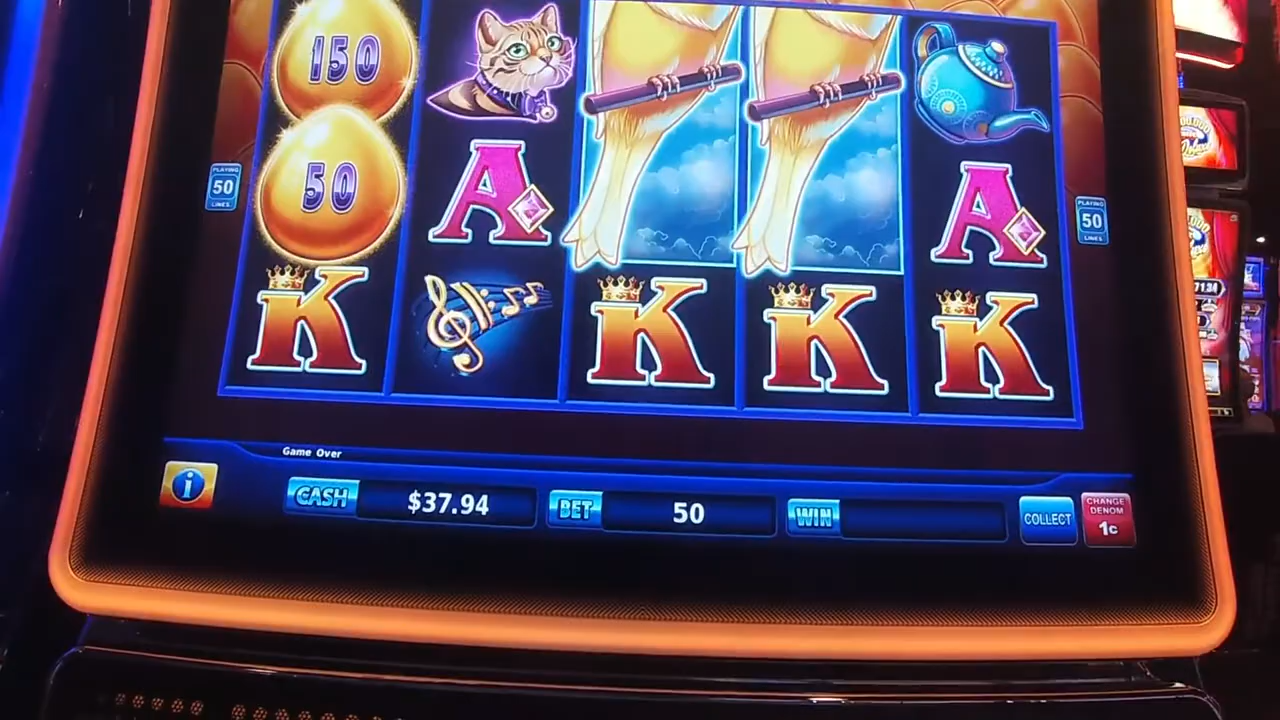 150
50
A
A
K
K
K
K
PLAYING
50
LINES
PLAYING
50
LINES
Game Over
CASH
$37.94
BET
50
WIN
COLLECT
CHANGE
DENOM
1c